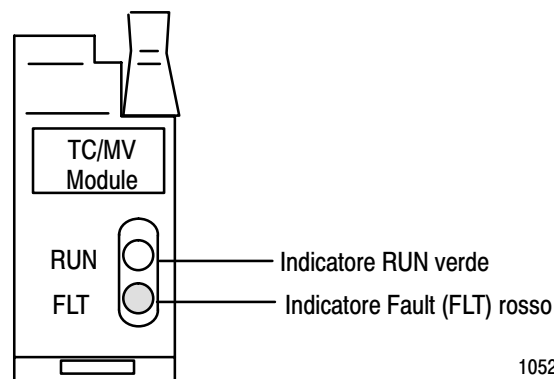 TC/MV
Module
RUN
Indicatore RUN verde
FLT
Indicatore Fault (FLT) rosso
1052